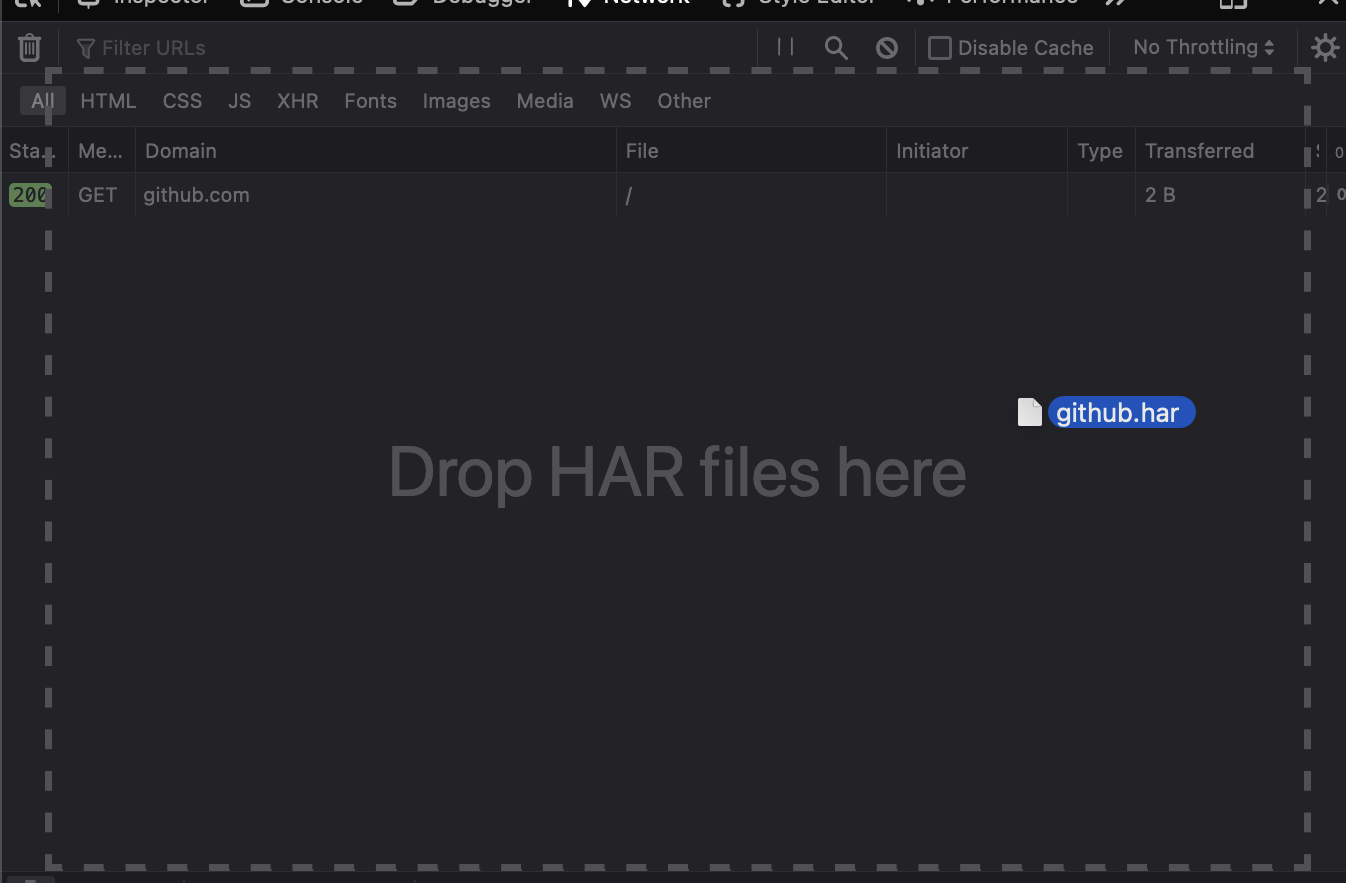 Inspector Console Debugger Network Style Editor Performance
Filter URLs Disable Cache No Throttling
All HTML CSS JS XHR Fonts Images Media WS Other
Sta... Me... Domain File Initiator Type Transferred
200 GET github.com / 2 B 2
github.har
Drop HAR files here